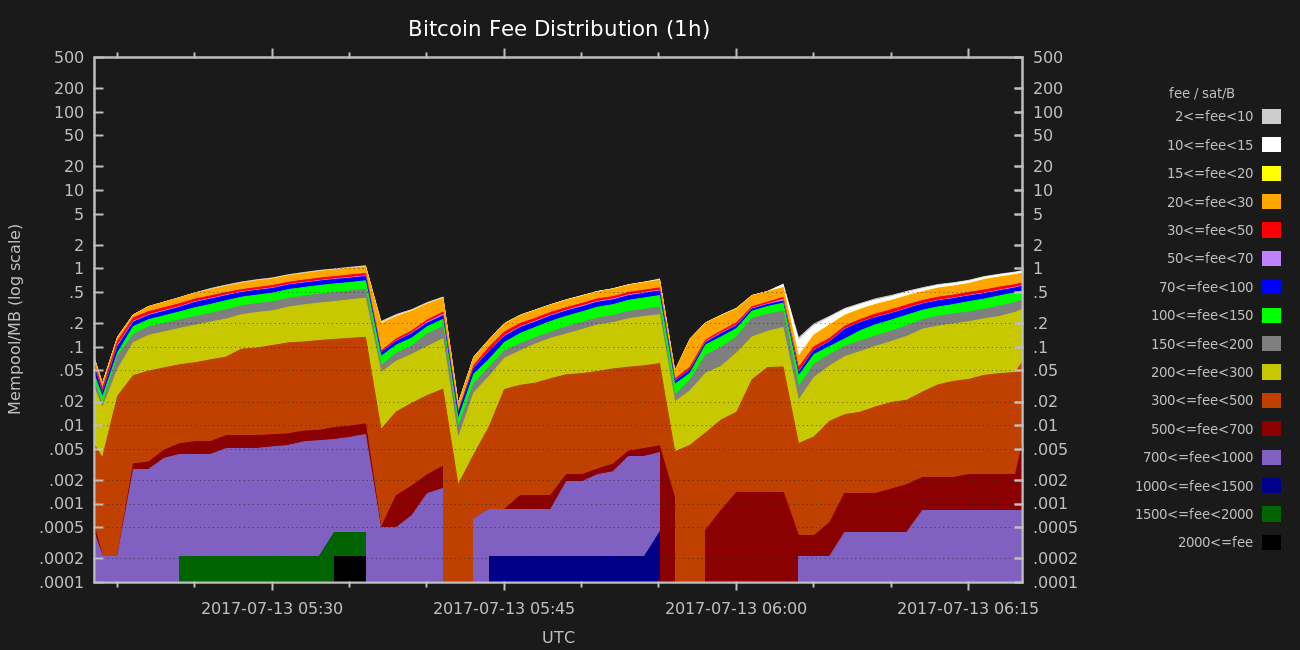 Bitcoin Fee Distribution (1h)
Mempool/MB (log scale)
500
200
100
50
20
10
5
2
1
.5
.2
.1
.05
.02
.01
.005
.002
.001
.0005
.0002
.0001
500
200
100
50
20
10
5
2
1
.5
.2
.1
.05
.02
.01
.005
.002
.001
.0005
.0002
.0001
2017-07-13 05:30
2017-07-13 05:45
2017-07-13 06:00
2017-07-13 06:15
UTC
fee / sat/B
2<=fee<10
10<=fee<15
15<=fee<20
20<=fee<30
30<=fee<50
50<=fee<70
70<=fee<100
100<=fee<150
150<=fee<200
200<=fee<300
300<=fee<500
500<=fee<700
700<=fee<1000
1000<=fee<1500
1500<=fee<2000
2000<=fee